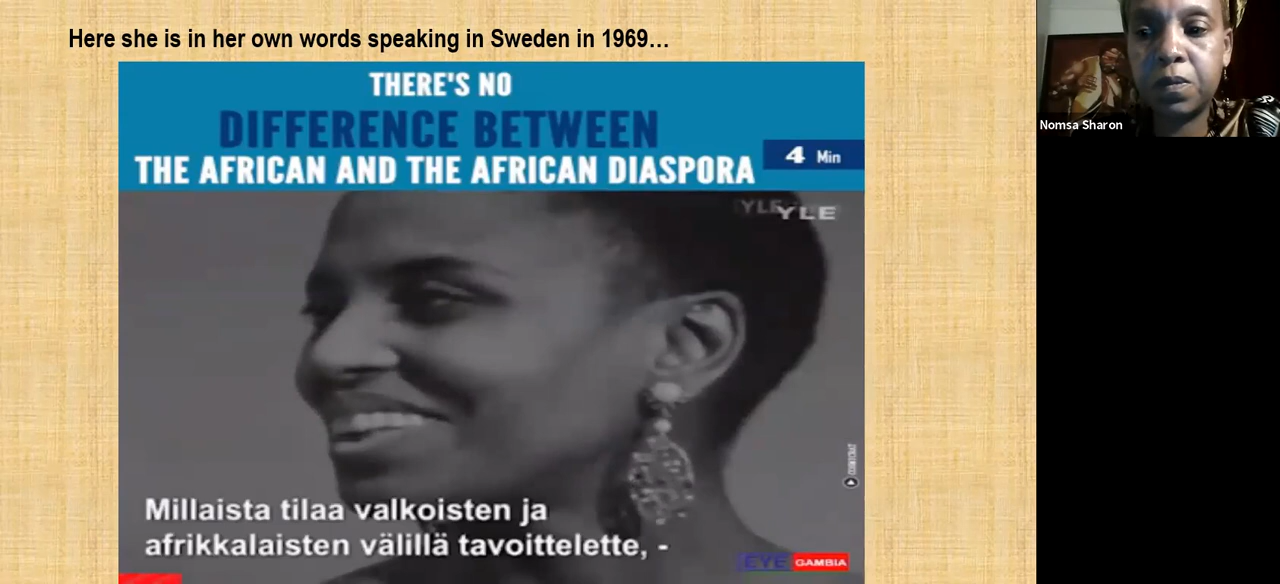 Here she is in her own words speaking in Sweden in 1969…
THERE'S NO
DIFFERENCE BETWEEN
THE AFRICAN AND THE AFRICAN DIASPORA
4 Min
YLE YLE
Millaista tilaa valkoisten ja
afrikkalaisten välillä tavoittelette, -
EYE GAMBIA
Nomsa Sharon